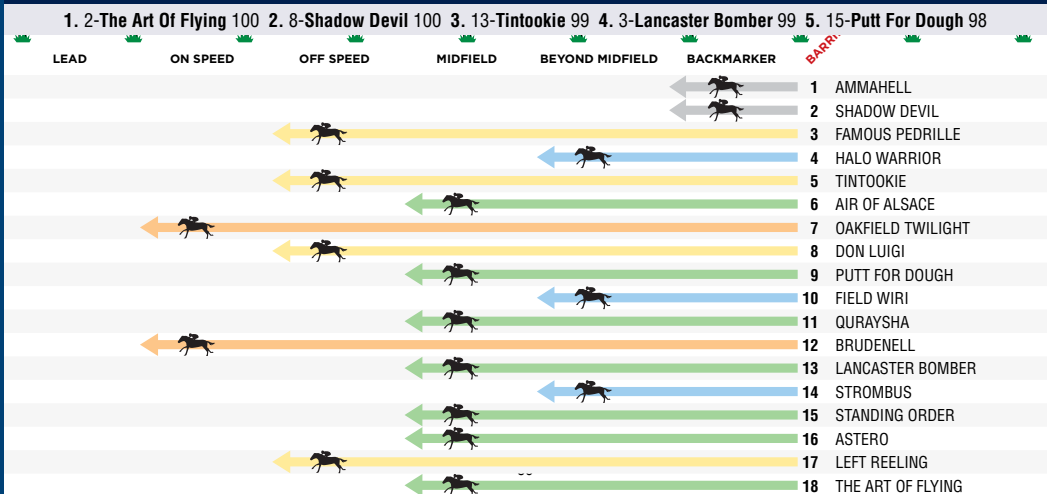 1. 2-The Art Of Flying 100 2. 8-Shadow Devil 100 3. 13-Tintookie 99 4. 3-Lancaster Bomber 99 5. 15-Putt For Dough 98
LEAD ON SPEED OFF SPEED MIDFIELD BEYOND MIDFIELD BACKMARKER
1 AMMAHELL
2 SHADOW DEVIL
3 FAMOUS PEDRILLE
4 HALO WARRIOR
5 TINTOOKIE
6 AIR OF ALSACE
7 OAKFIELD TWILIGHT
8 DON LUIGI
9 PUTT FOR DOUGH
10 FIELD WIRI
11 QURAYSHA
12 BRUDENELL
13 LANCASTER BOMBER
14 STROMBUS
15 STANDING ORDER
16 ASTERO
17 LEFT REELING
18 THE ART OF FLYING